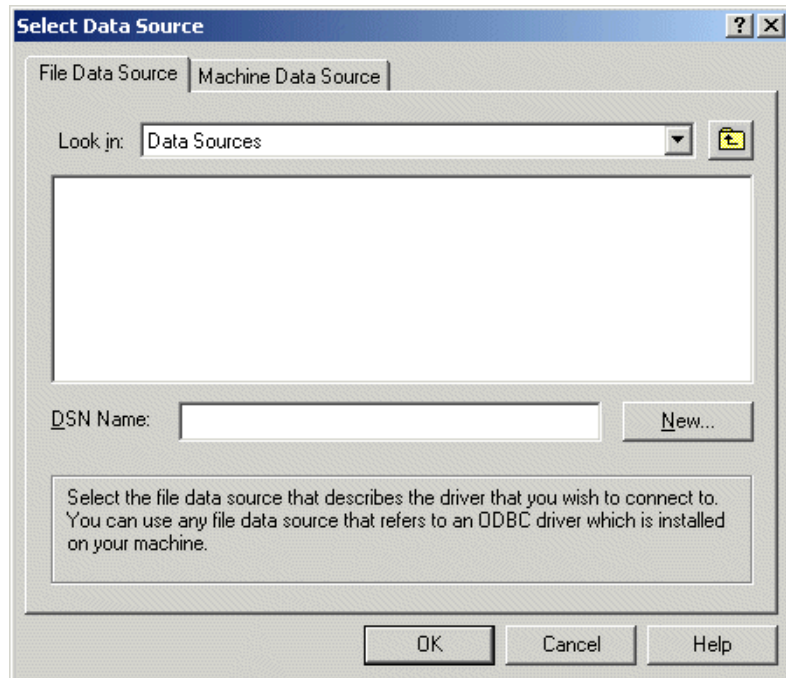 Select Data Source
File Data Source
Machine Data Source
Look in:
Data Sources
DSN Name:
New...
Select the file data source that describes the driver that you wish to connect to.
You can use any file data source that refers to an ODBC driver which is installed
on your machine.
OK
Cancel
Help